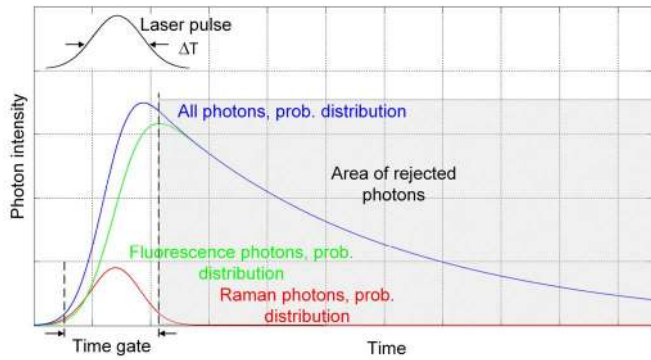 Laser pulse
ΔT
All photons, prob. distribution
Photon intensity
Area of rejected
photons
Fluorescence photons, prob.
distribution
Raman photons, prob.
distribution
Time gate
Time